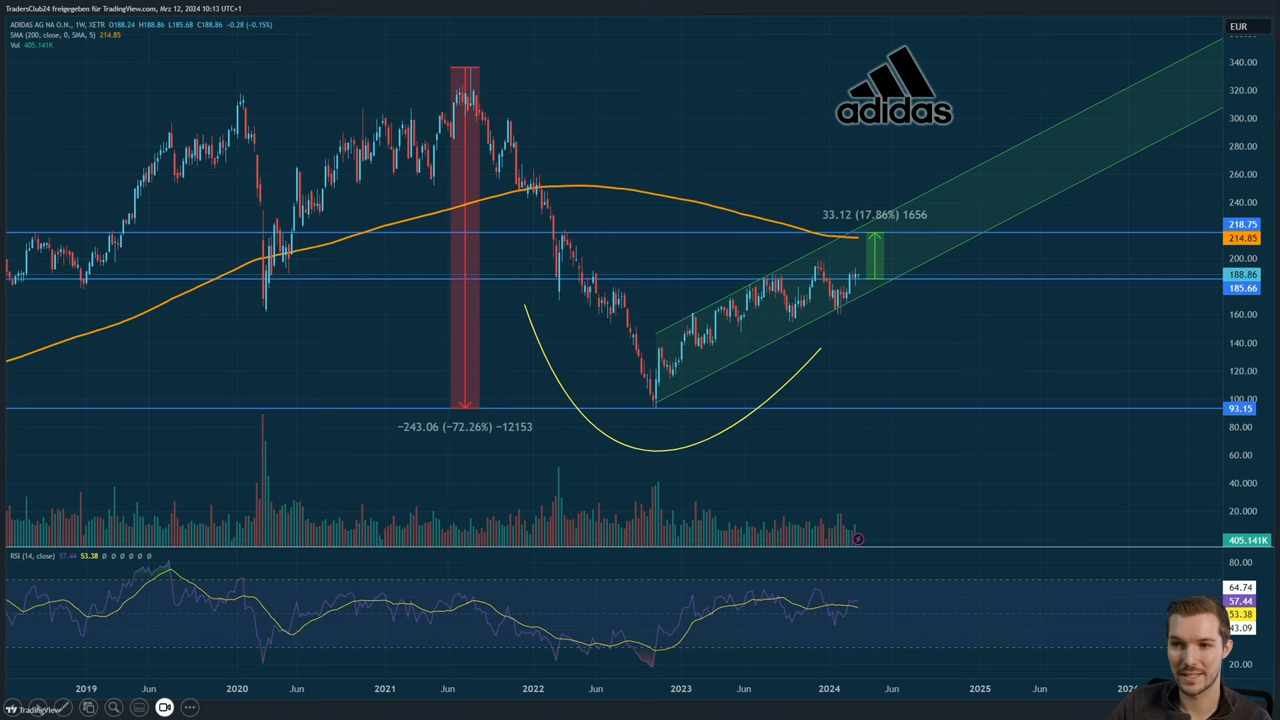 TradersClub24 freigegeben für TradingView.com, Mrz 12, 2024 10:13 UTC+1
ADIDAS AG NA O.N., 1W, XETR O188.24 H188.86 L185.68 C188.86 -0.28 (-0.15%)
SMA (200, close, 0, SMA, 5) 214.85
Vol 405.141K
EUR
340.00
320.00
300.00
280.00
260.00
240.00
218.75
214.85
200.00
188.86
185.66
160.00
140.00
120.00
100.00
93.15
80.00
60.00
40.000
20.000
405.141K
adidas
33.12 (17.86%) 1656
−243.06 (−72.26%) −12153
RSI (14, close) 57.44 53.38 ∅ ∅ ∅ ∅ ∅ ∅
80.00
64.74
57.44
53.38
43.09
20.00
2019 Jun 2020 Jun 2021 Jun 2022 Jun 2023 Jun 2024 Jun 2025 Jun
TradingView